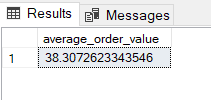 Results Messages
average_order_value
1 38.3072623343546